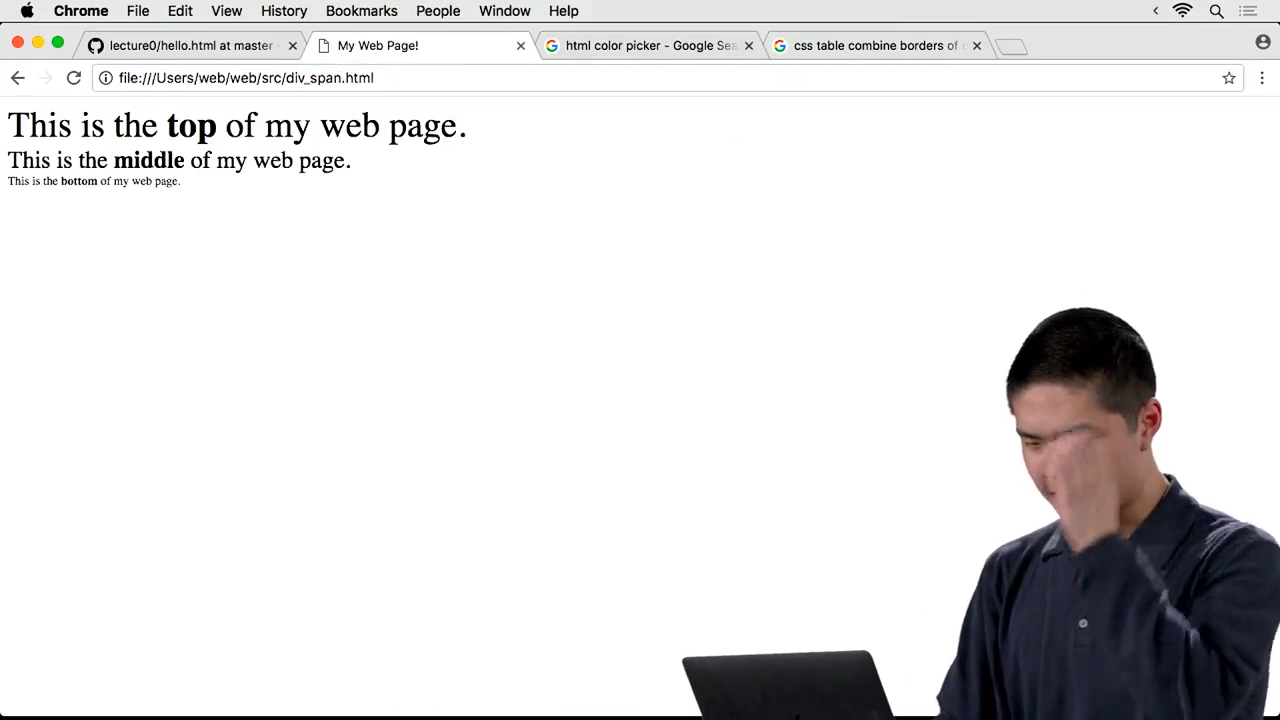 Chrome File Edit View History Bookmarks People Window Help
lecture0/hello.html at master
My Web Page!
html color picker - Google Sea
css table combine borders of
file:///Users/web/web/src/div_span.html
This is the top of my web page.
This is the middle of my web page.
This is the bottom of my web page.